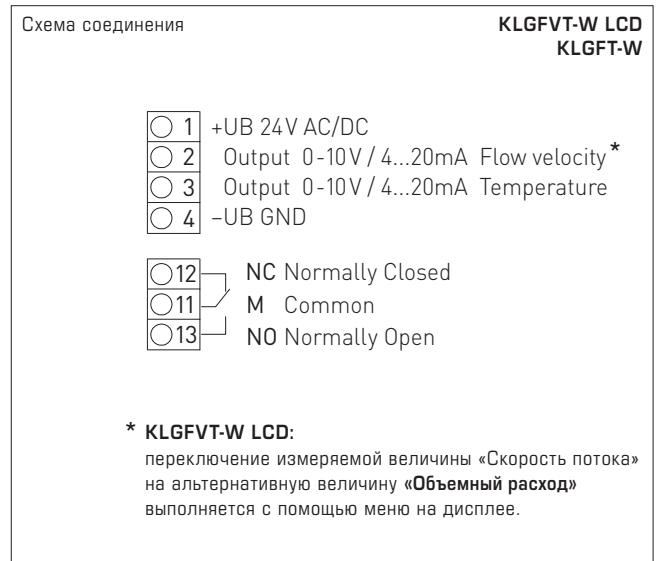 Схема соединения
KLGFVT-W LCD
KLGFT-W
1 +UB 24V AC/DC
2 Output 0-10V / 4...20mA Flow velocity*
3 Output 0-10V / 4...20mA Temperature
4 –UB GND
12 NC Normally Closed
11 M Common
13 NO Normally Open
* KLGFVT-W LCD:
переключение измеряемой величины «Скорость потока»
на альтернативную величину «Объемный расход»
выполняется с помощью меню на дисплее.